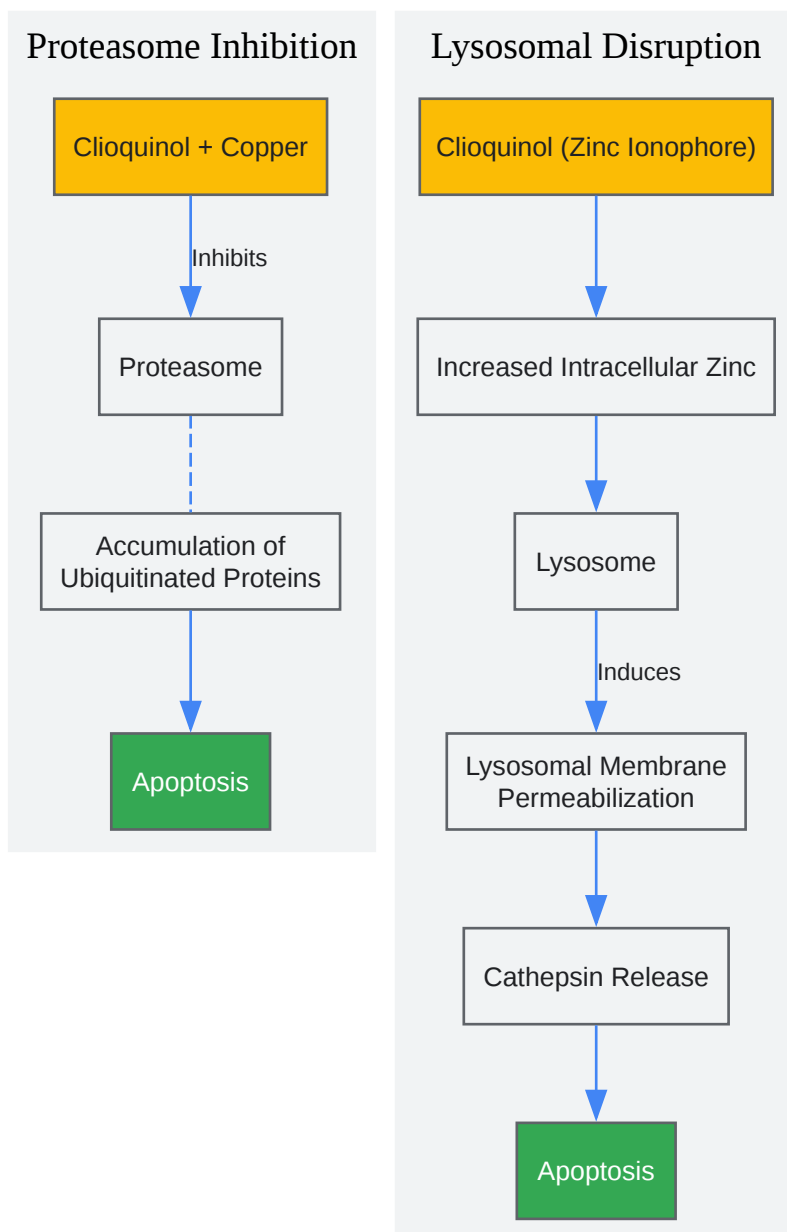 Proteasome Inhibition
Clioquinol + Copper
Inhibits
Proteasome
Accumulation of
Ubiquitinated Proteins
Apoptosis
Lysosomal Disruption
Clioquinol (Zinc Ionophore)
Increased Intracellular Zinc
Lysosome
Induces
Lysosomal Membrane
Permeabilization
Cathepsin Release
Apoptosis